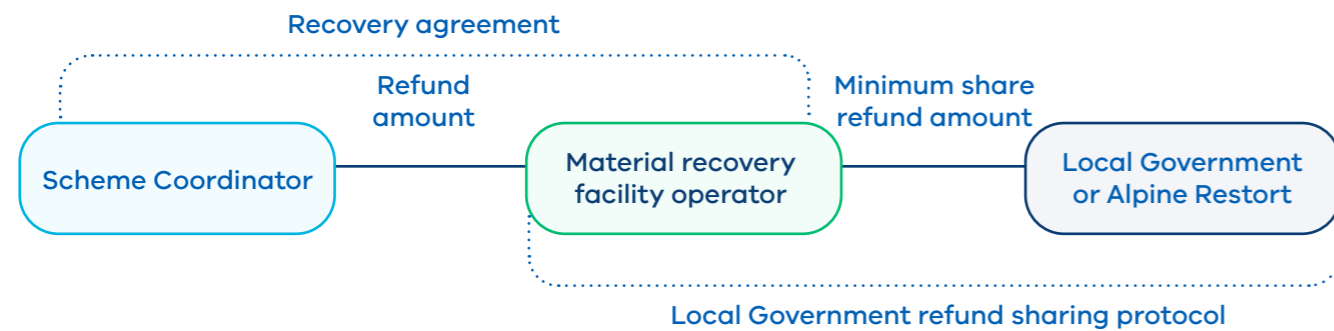 Recovery agreement
Refund
amount
Minimum share
refund amount
Scheme Coordinator
Material recovery
facility operator
Local Government
or Alpine Restort
Local Government refund sharing protocol